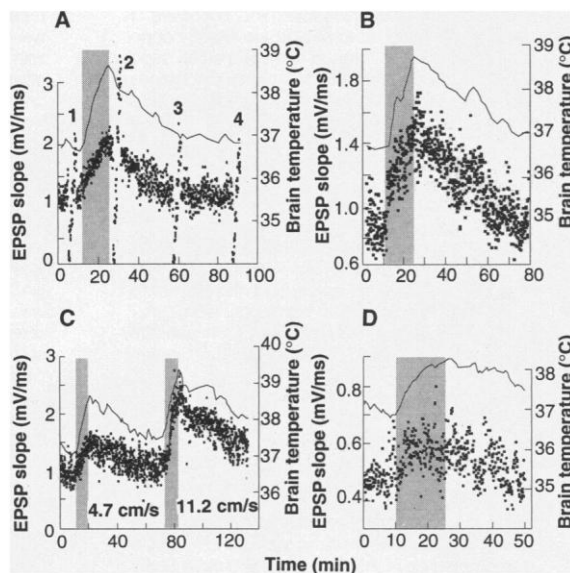 A
B
EPSP slope (mV/ms)
3
2
1
0
1
2
3
4
39
38
37
36
35
Brain temperature (°C)
0 20 40 60 80 100
EPSP slope (mV/ms)
1.8
1.4
1.0
0.6
39
38
37
36
35
Brain temperature (°C)
0 20 40 60 80
C
D
EPSP slope (mV/ms)
3
2
1
0
4.7 cm/s
11.2 cm/s
40
39
38
37
36
Brain temperature (°C)
0 40 80 120
EPSP slope (mV/ms)
0.8
0.6
0.4
38
37
36
35
Brain temperature (°C)
0 10 20 30 40 50
Time (min)